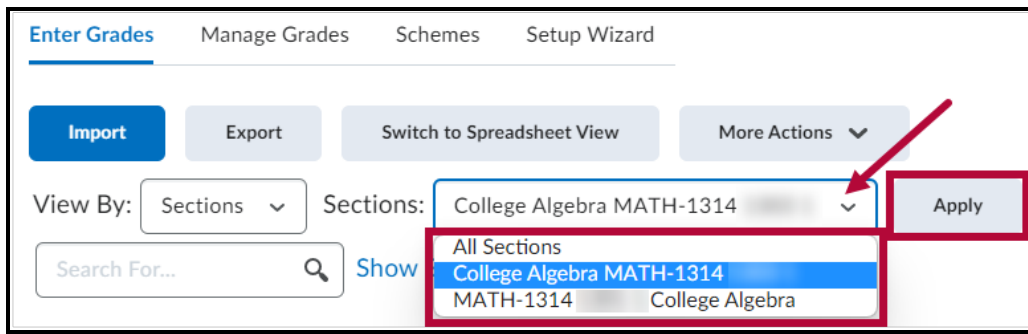 Enter Grades Manage Grades Schemes Setup Wizard
Import Export Switch to Spreadsheet View More Actions
View By: Sections Sections: College Algebra MATH-1314 Apply
All Sections
Search For... Show College Algebra MATH-1314
MATH-1314 College Algebra